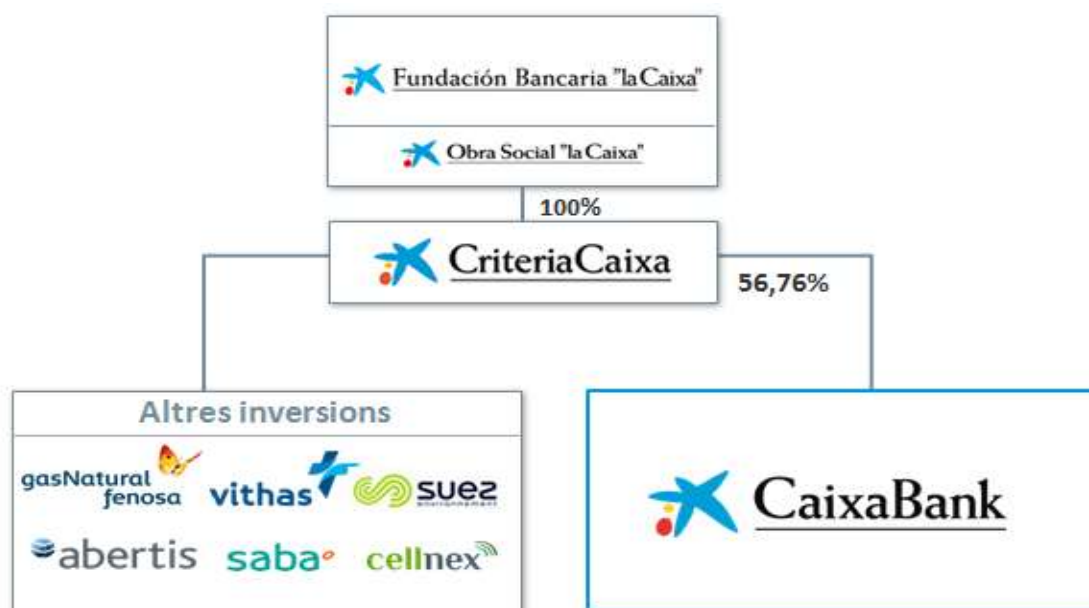 Fundación Bancaria "la Caixa"
Obra Social "la Caixa"
100%
CriteriaCaixa
56,76%
Altres inversions
gasNatural
fenosa
vithas
suez
environnement
abertis
saba
cellnex
CaixaBank